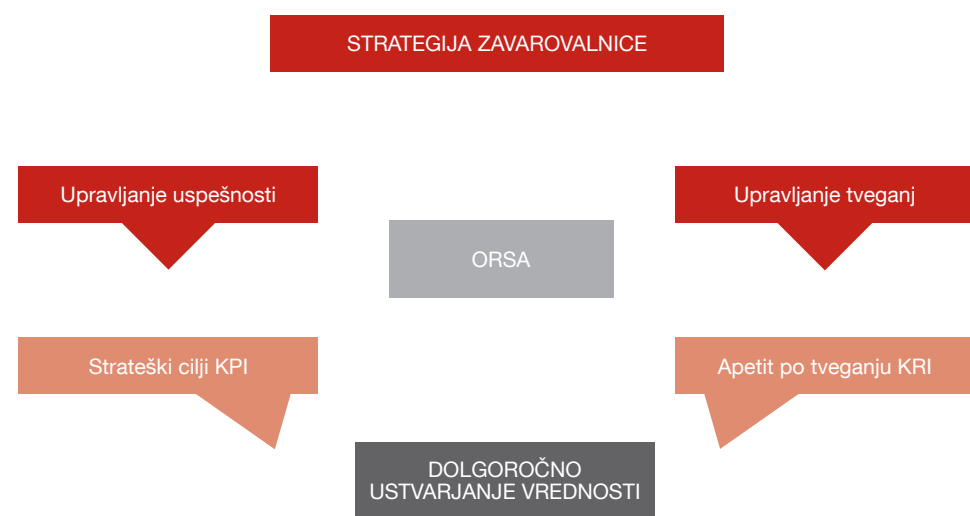 STRATEGIJA ZAVAROVALNICE
Upravljanje uspešnosti
Upravljanje tveganj
ORSA
Strateški cilji KPI
Apetit po tveganju KRI
DOLGOROČNO
USTVARJANJE VREDNOSTI